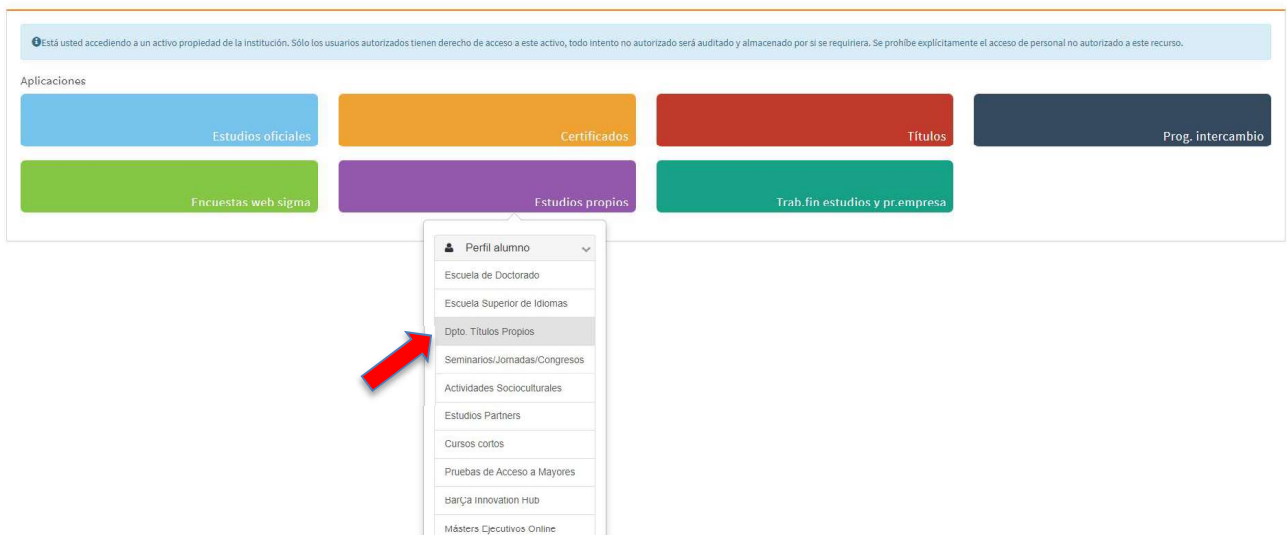 Está usted accediendo a un activo propiedad de la institución. Sólo los usuarios autorizados tienen derecho de acceso a este activo, todo intento no autorizado será auditado y almacenado por si se requiriera. Se prohíbe explícitamente el acceso de personal no autorizado a este recurso.
Aplicaciones
Estudios oficiales
Certificados
Títulos
Prog. intercambio
Encuestas web sigma
Estudios propios
Trab.fin estudios y pr.empresa
Perfil alumno
Escuela de Doctorado
Escuela Superior de Idiomas
Dpto. Títulos Propios
Seminarios/Jornadas/Congresos
Actividades Socioculturales
Estudios Partners
Cursos cortos
Pruebas de Acceso a Mayores
BarÇa Innovation Hub
Másters Ejecutivos Online